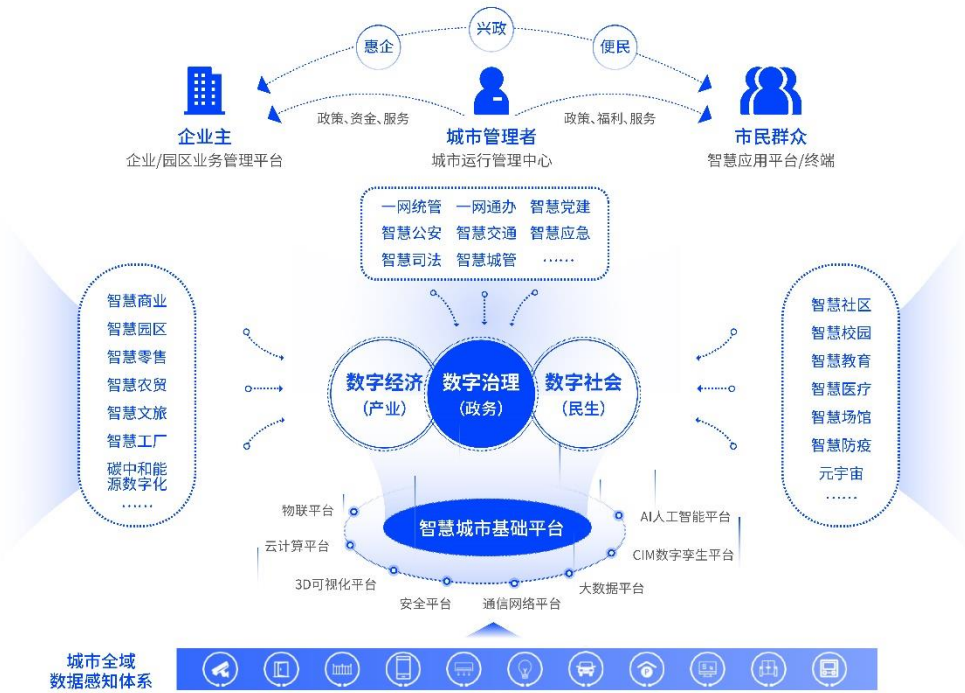 惠企
兴政
便民
政策、资金、服务
政策、福利、服务
企业主
城市管理者
市民群众
企业/园区业务管理平台
城市运行管理中心
智慧应用平台/终端
一网统管 一网通办 智慧党建
智慧公安 智慧交通 智慧应急
智慧司法 智慧城管 ……
智慧商业
智慧园区
智慧零售
智慧农贸
智慧文旅
智慧工厂
碳中和能
源数字化
……
数字经济
(产业)
数字治理
(政务)
数字社会
(民生)
智慧社区
智慧校园
智慧教育
智慧医疗
智慧场馆
智慧防疫
元宇宙
……
智慧城市基础平台
物联平台
云计算平台
3D可视化平台
安全平台
通信网络平台
大数据平台
CIM数字孪生平台
AI人工智能平台
城市全域
数据感知体系
P